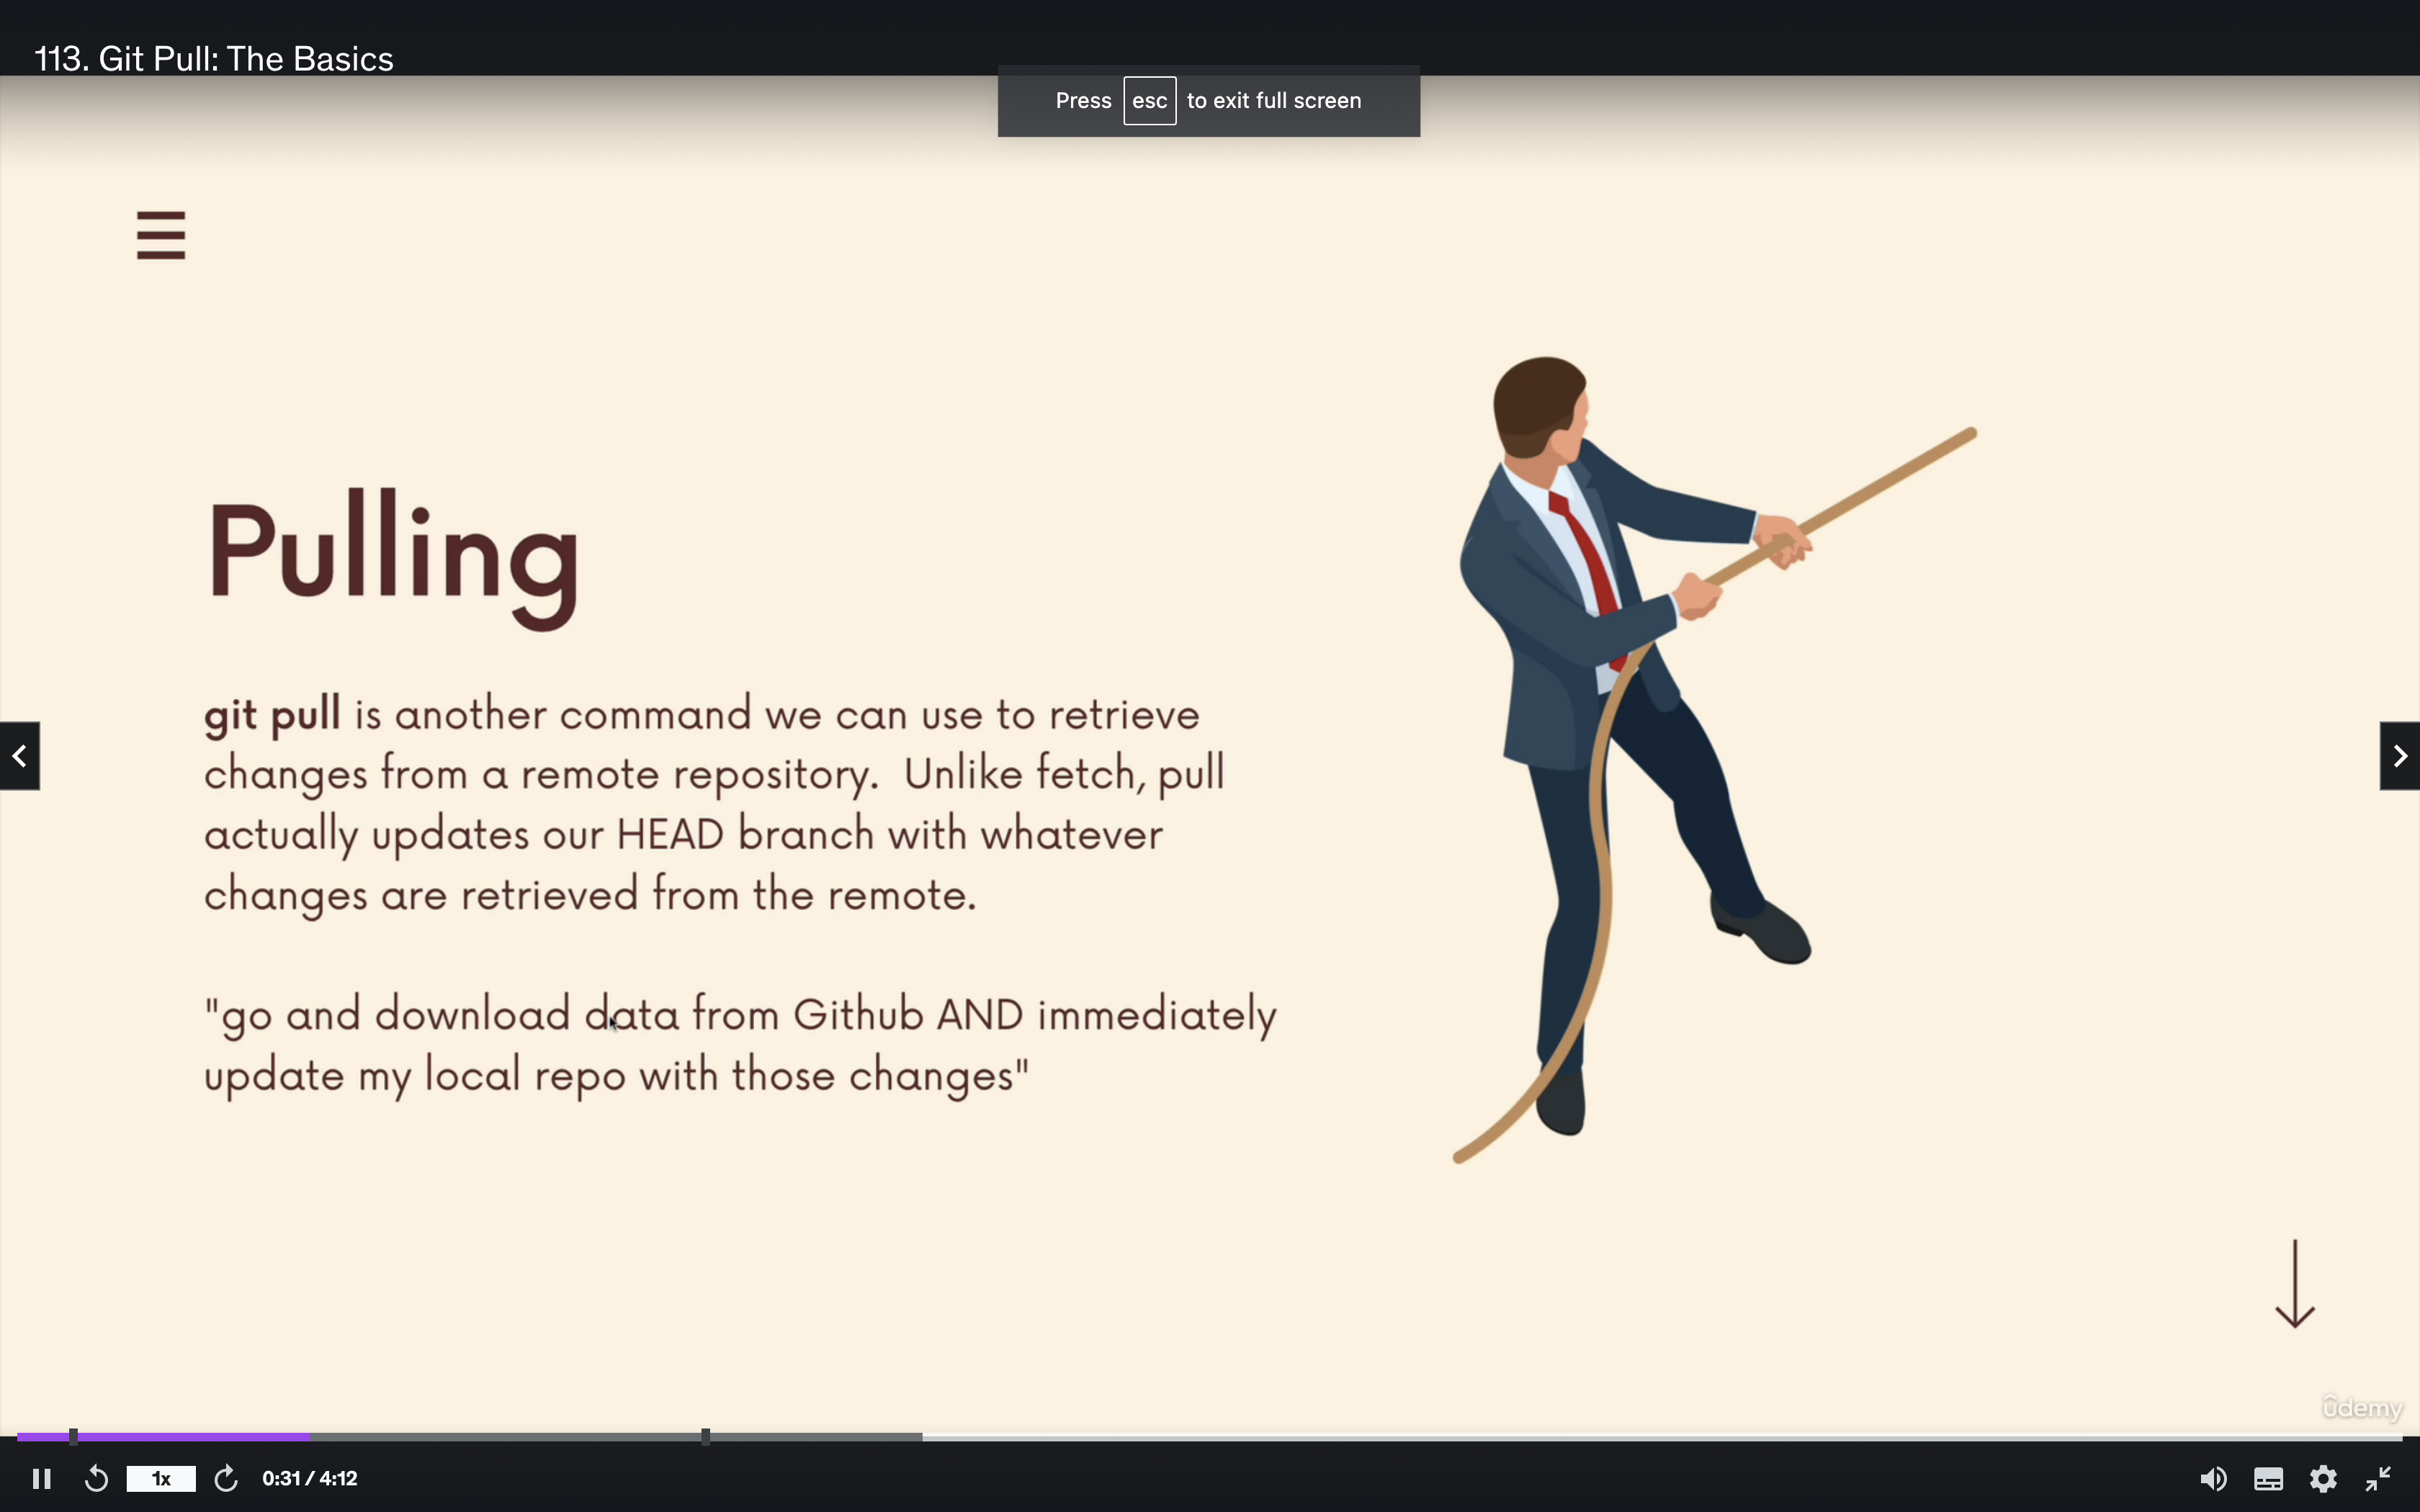 113. Git Pull: The Basics
Press esc to exit full screen
Pulling
git pull is another command we can use to retrieve
changes from a remote repository. Unlike fetch, pull
actually updates our HEAD branch with whatever
changes are retrieved from the remote.
"go and download data from Github AND immediately
update my local repo with those changes"
udemy
1x
0:31 / 4:12